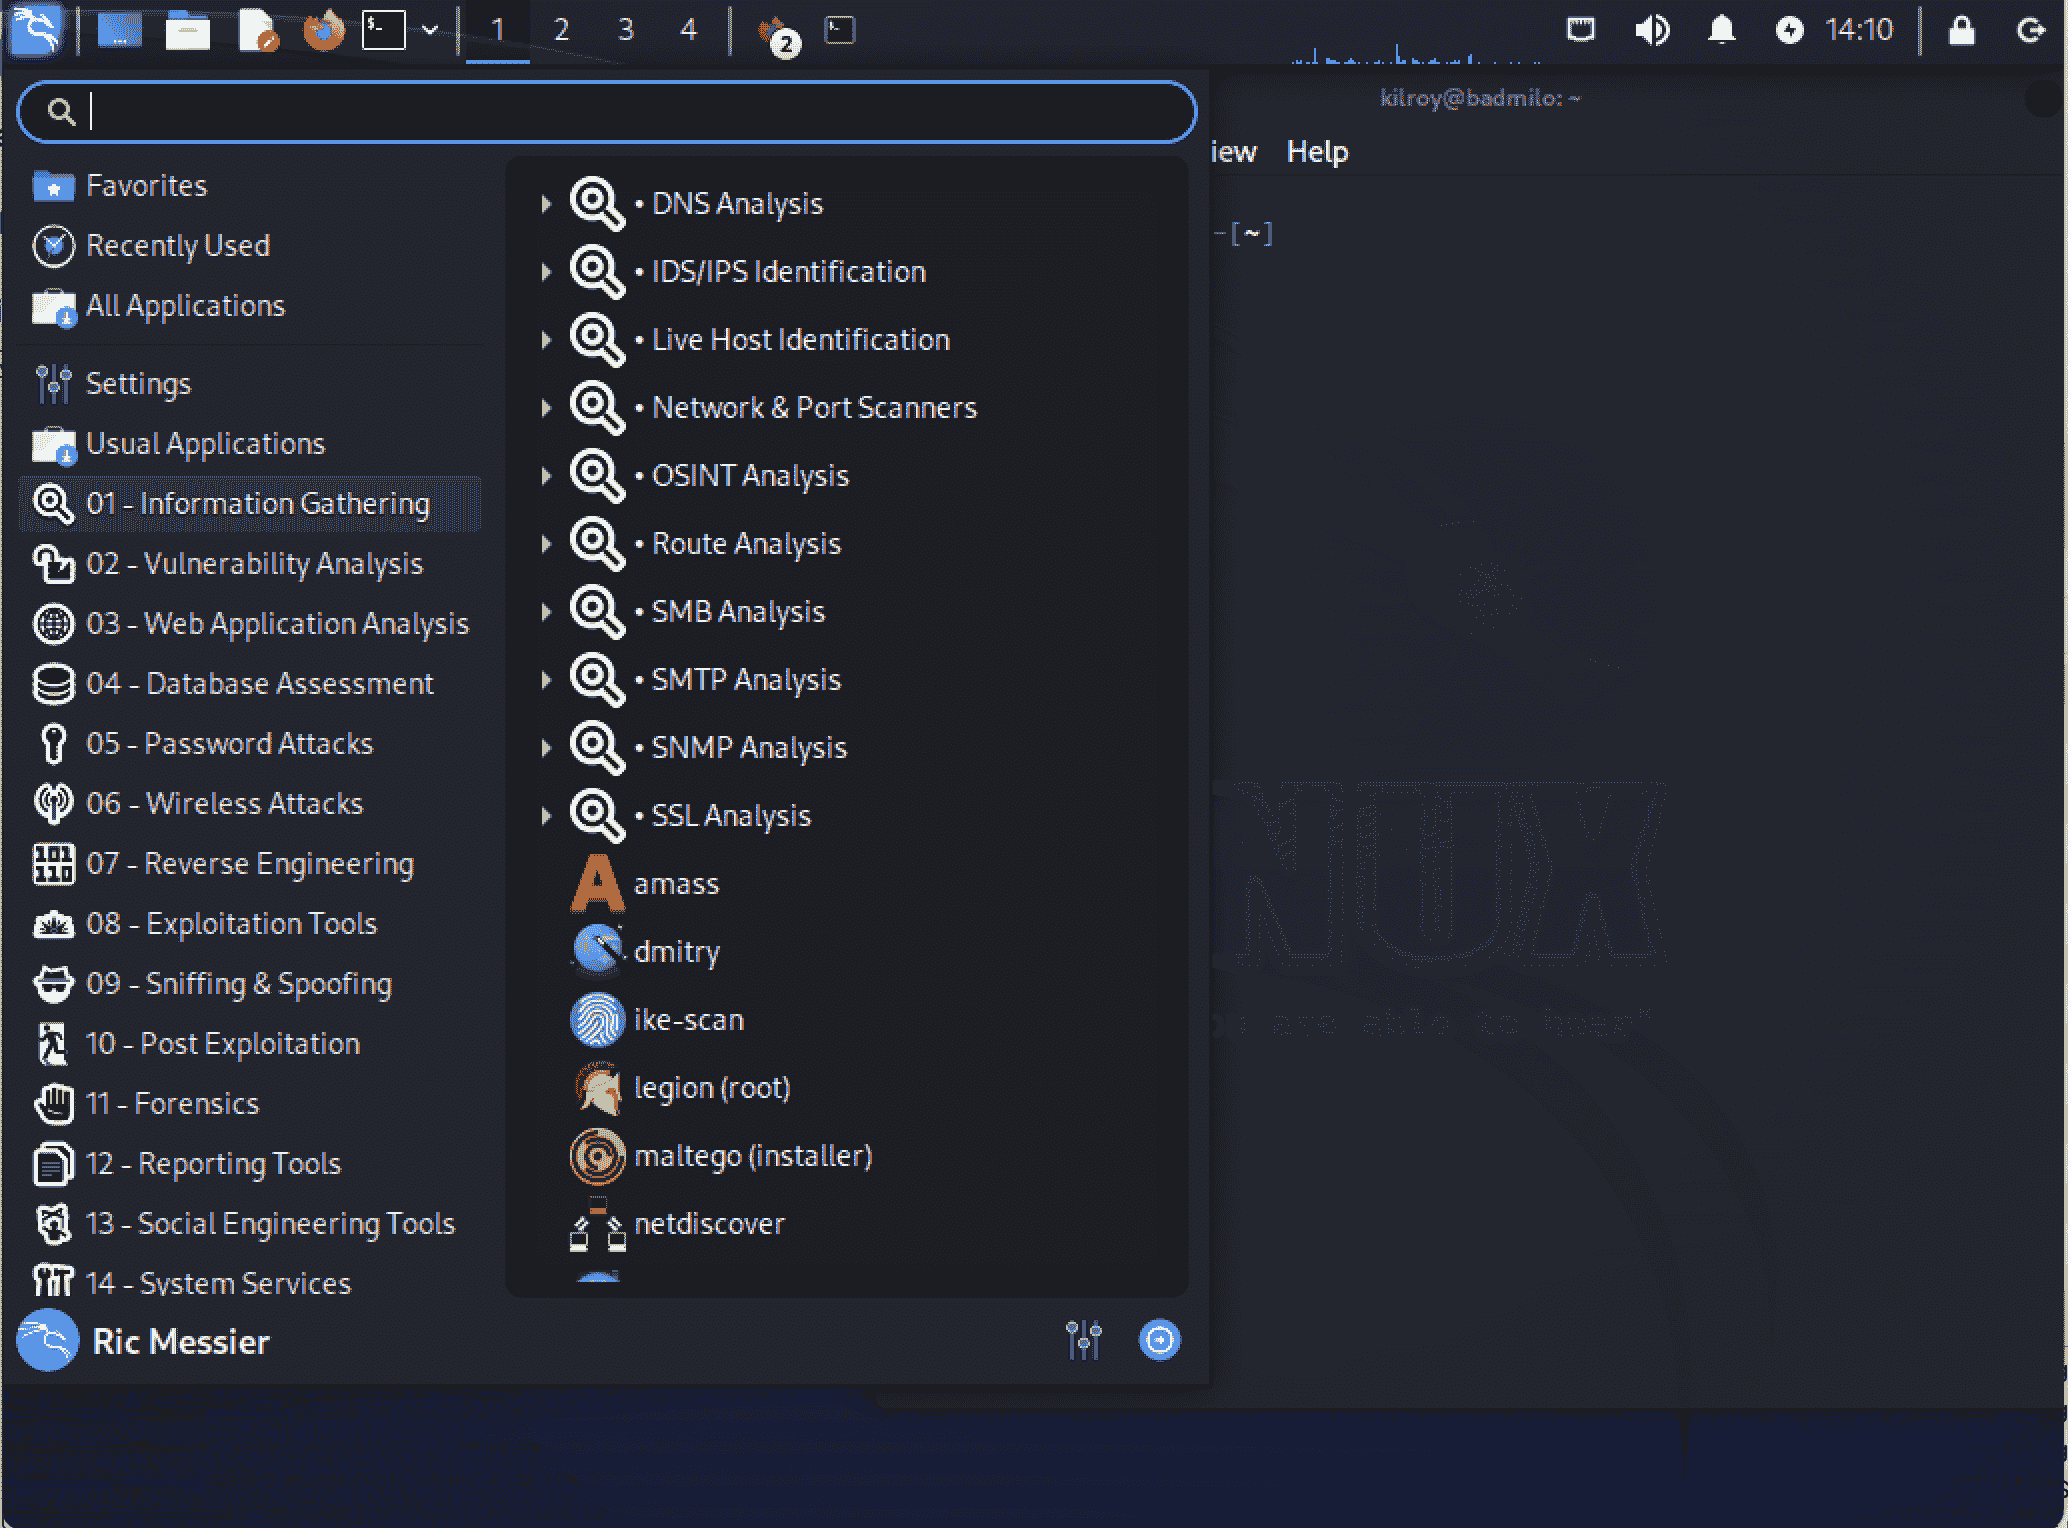 $_ 1 2 3 4 2 14:10
kilroy@badmilo: ~
iew Help
-[~]
Favorites
Recently Used
All Applications
Settings
Usual Applications
01 - Information Gathering
02 - Vulnerability Analysis
03 - Web Application Analysis
04 - Database Assessment
05 - Password Attacks
06 - Wireless Attacks
07 - Reverse Engineering
08 - Exploitation Tools
09 - Sniffing & Spoofing
10 - Post Exploitation
11 - Forensics
12 - Reporting Tools
13 - Social Engineering Tools
14 - System Services
• DNS Analysis
• IDS/IPS Identification
• Live Host Identification
• Network & Port Scanners
• OSINT Analysis
• Route Analysis
• SMB Analysis
• SMTP Analysis
• SNMP Analysis
• SSL Analysis
amass
dmitry
ike-scan
legion (root)
maltego (installer)
netdiscover
NUX
are able to hear"
Ric Messier